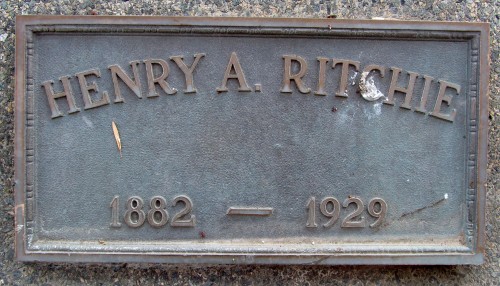 HENRY A. RITCHIE
1882 — 1929